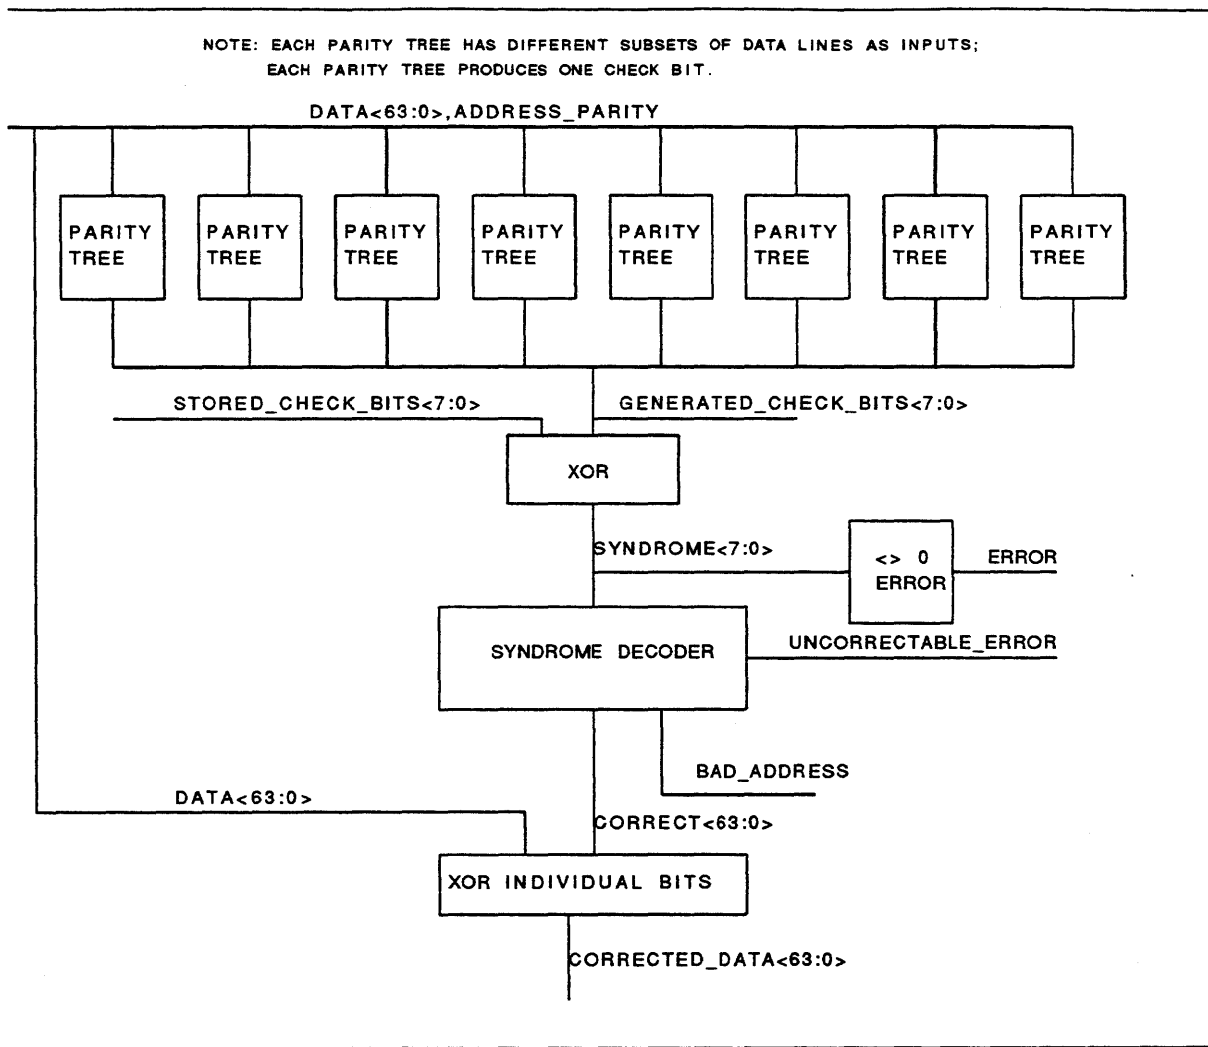 NOTE: EACH PARITY TREE HAS DIFFERENT SUBSETS OF DATA LINES AS INPUTS;
EACH PARITY TREE PRODUCES ONE CHECK BIT.
DATA<63:0>,ADDRESS_PARITY
PARITY TREE
PARITY TREE
PARITY TREE
PARITY TREE
PARITY TREE
PARITY TREE
PARITY TREE
PARITY TREE
STORED_CHECK_BITS<7:0>
GENERATED_CHECK_BITS<7:0>
XOR
SYNDROME<7:0>
<> 0
ERROR
ERROR
SYNDROME DECODER
UNCORRECTABLE_ERROR
BAD_ADDRESS
DATA<63:0>
CORRECT<63:0>
XOR INDIVIDUAL BITS
CORRECTED_DATA<63:0>